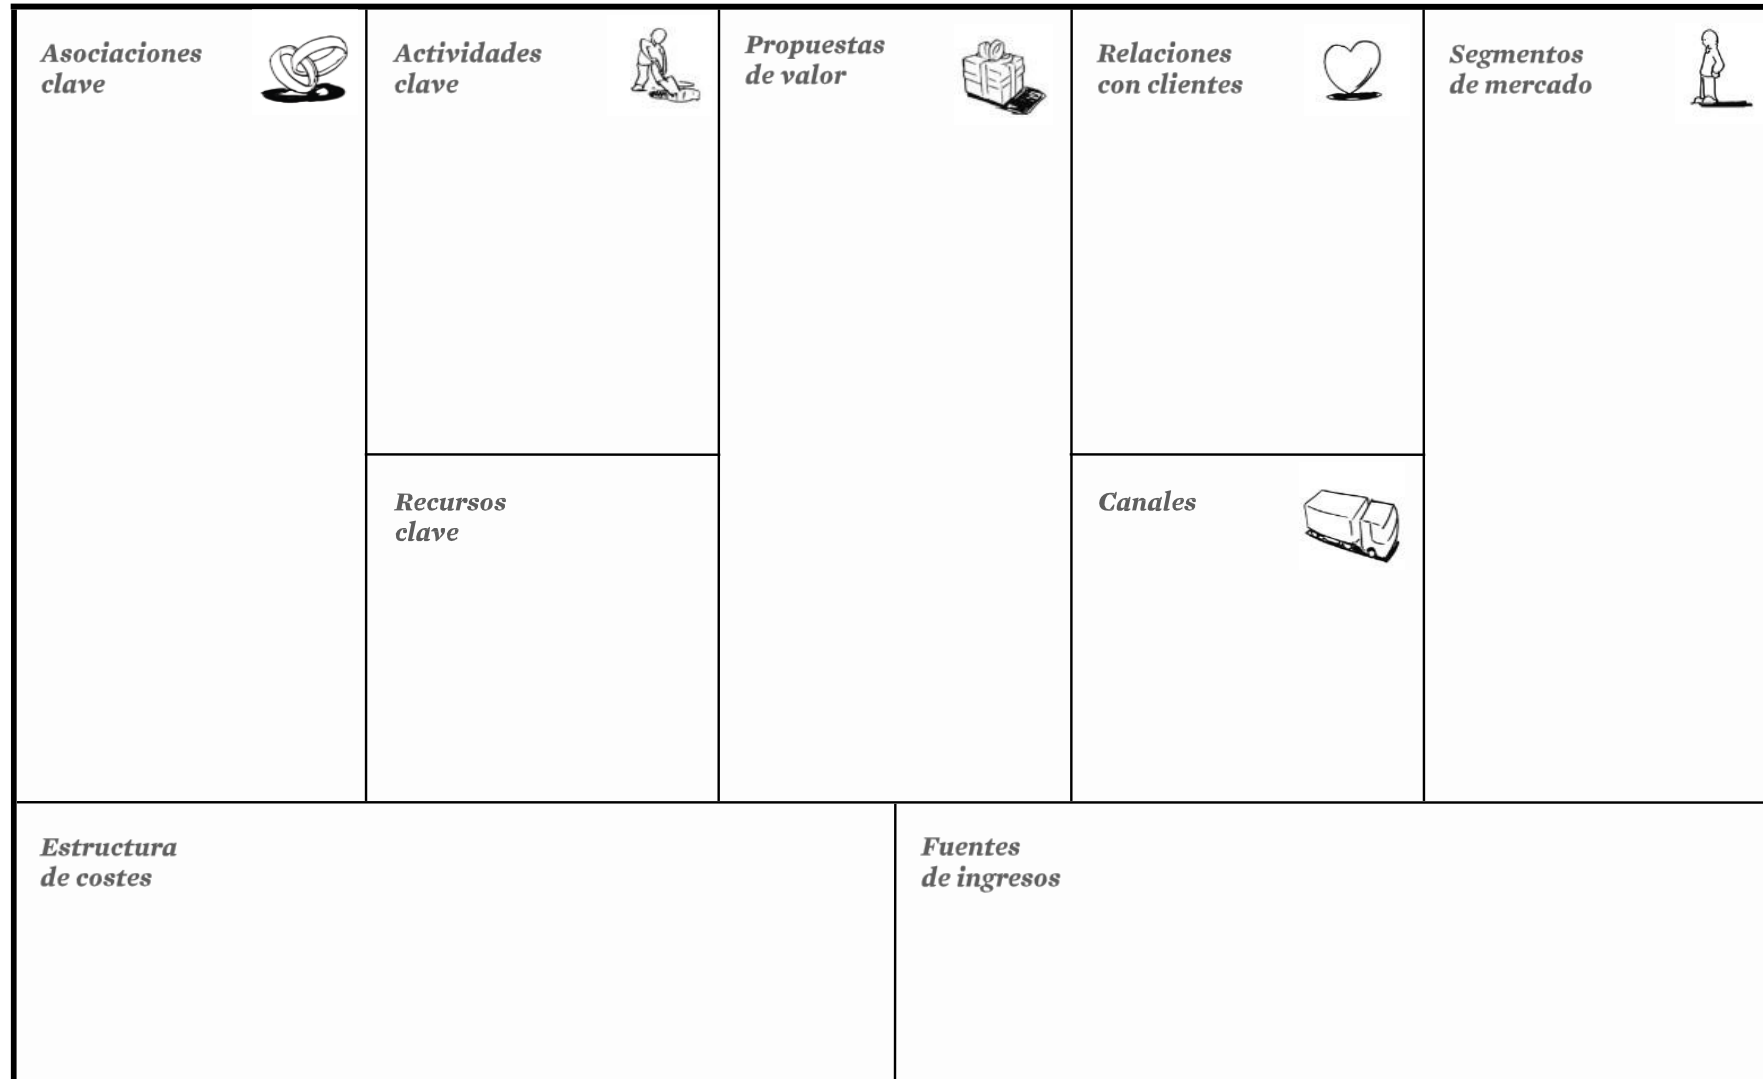 Asociaciones
clave
Actividades
clave
Propuestas
de valor
Relaciones
con clientes
Segmentos
de mercado
Recursos
clave
Canales
Estructura
de costes
Fuentes
de ingresos